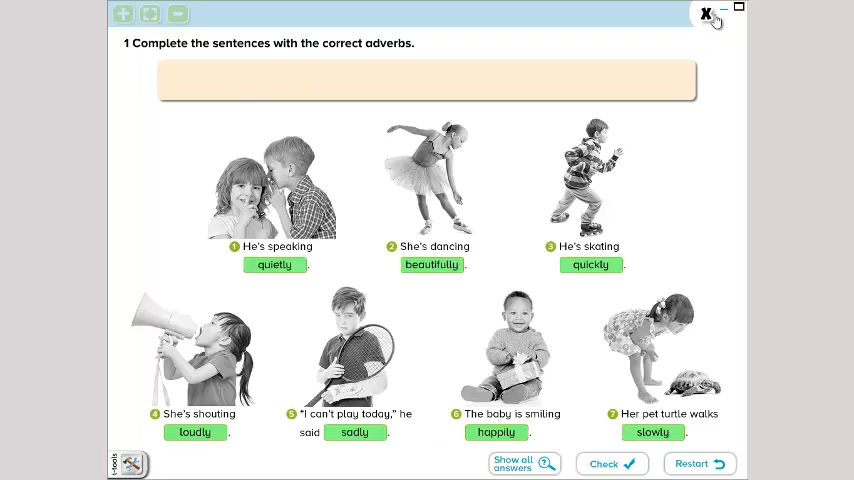 X
1 Complete the sentences with the correct adverbs.
1 He's speaking
quietly .
2 She's dancing
beautifully .
3 He's skating
quickly .
4 She's shouting
loudly .
5 "I can't play today," he
said sadly .
6 The baby is smiling
happily .
7 Her pet turtle walks
slowly .
t-tools
Show all
answers
Check
Restart